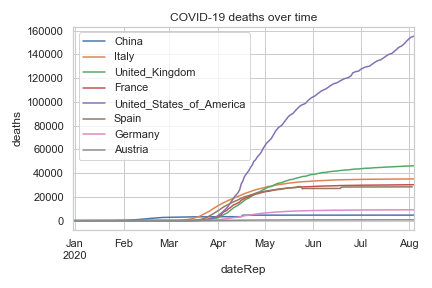 COVID-19 deaths over time
160000
140000
120000
100000
80000
60000
40000
20000
0
deaths
China
Italy
United_Kingdom
France
United_States_of_America
Spain
Germany
Austria
Jan Feb Mar Apr May Jun Jul Aug
2020
dateRep